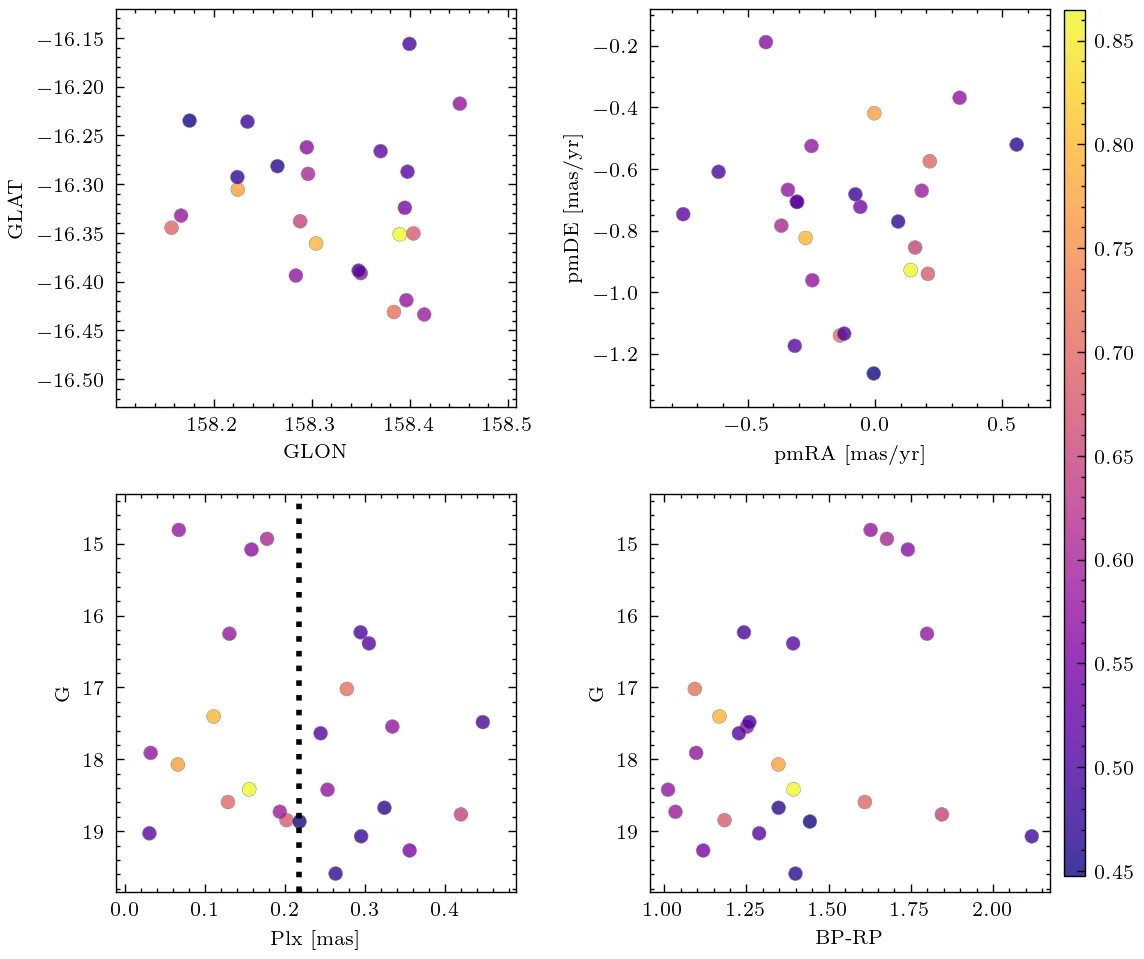 −16.15
−16.20
−16.25
−16.30
−16.35
−16.40
−16.45
−16.50
GLAT
158.2 158.3 158.4 158.5
GLON
−0.2
−0.4
−0.6
−0.8
−1.0
−1.2
pmDE [mas/yr]
−0.5 0.0 0.5
pmRA [mas/yr]
0.85
0.80
0.75
0.70
0.65
0.60
0.55
0.50
0.45
15
16
17
18
19
G
0.0 0.1 0.2 0.3 0.4
Plx [mas]
15
16
17
18
19
G
1.00 1.25 1.50 1.75 2.00
BP-RP